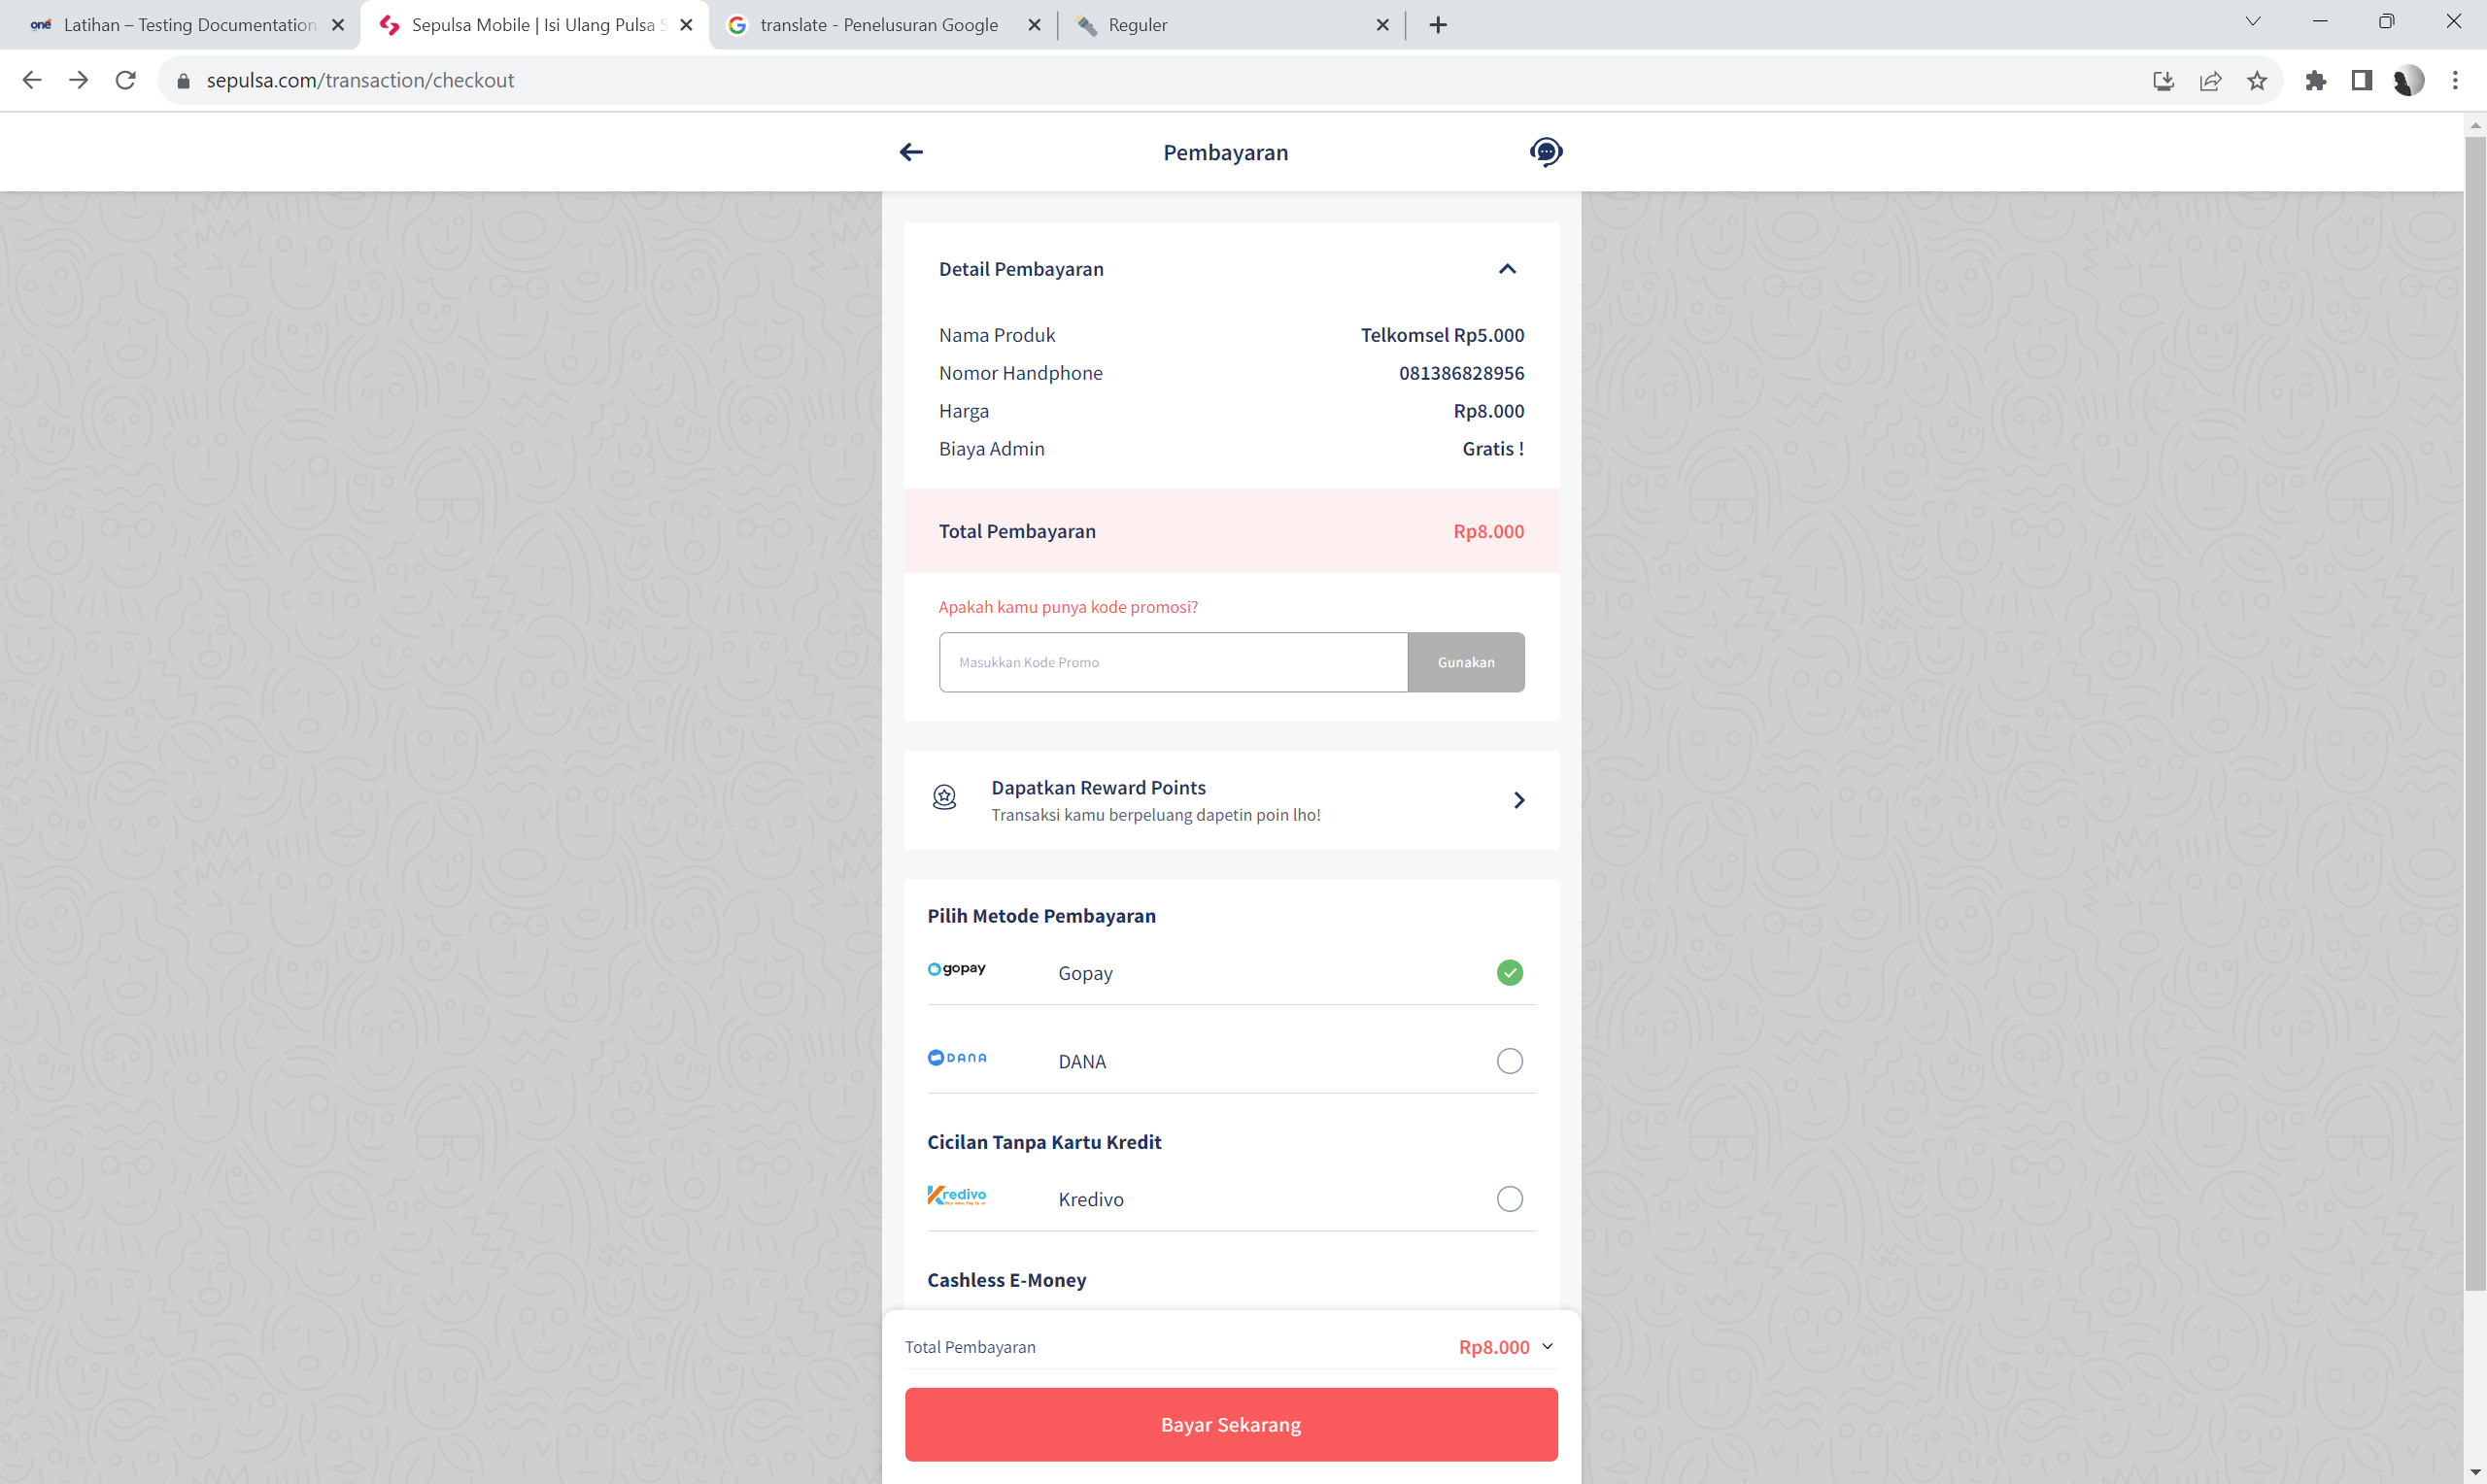 oné
Latihan – Testing Documentation
Sepulsa Mobile | Isi Ulang Pulsa S
translate - Penelusuran Google
Reguler
sepulsa.com/transaction/checkout
Pembayaran
Detail Pembayaran
Nama Produk Telkomsel Rp5.000
Nomor Handphone 081386828956
Harga Rp8.000
Biaya Admin Gratis !
Total Pembayaran Rp8.000
Apakah kamu punya kode promosi?
Masukkan Kode Promo Gunakan
Dapatkan Reward Points
Transaksi kamu berpeluang dapetin poin lho!
Pilih Metode Pembayaran
gopay Gopay
DANA DANA
Cicilan Tanpa Kartu Kredit
Kredivo Kredivo
Cashless E-Money
Total Pembayaran Rp8.000
Bayar Sekarang